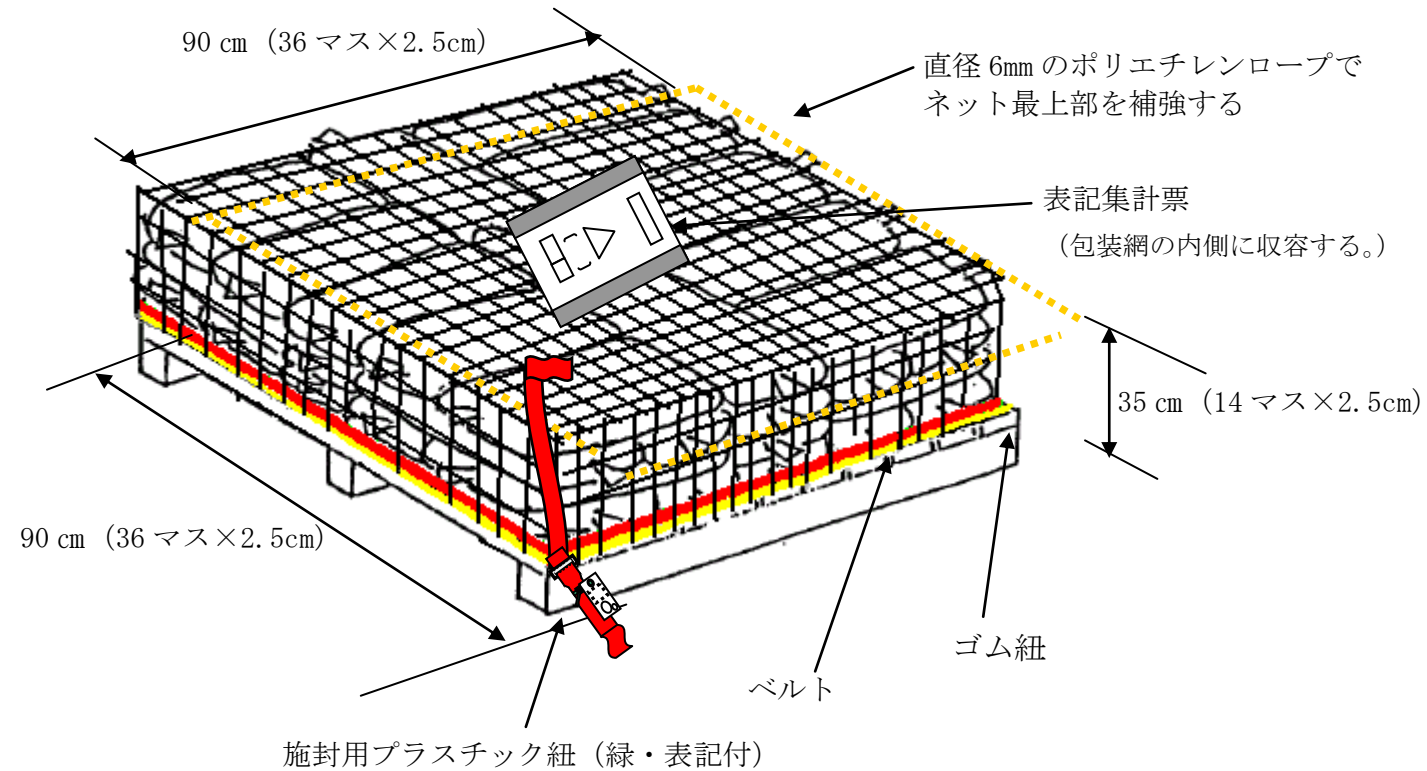 90 cm（36 マス×2.5cm）
直径 6mm のポリエチレンロープで
ネット最上部を補強する
表記集計票
（包装網の内側に収容する。）
35 cm（14 マス×2.5cm）
90 cm（36 マス×2.5cm）
ゴム紐
ベルト
施封用プラスチック紐（緑・表記付）